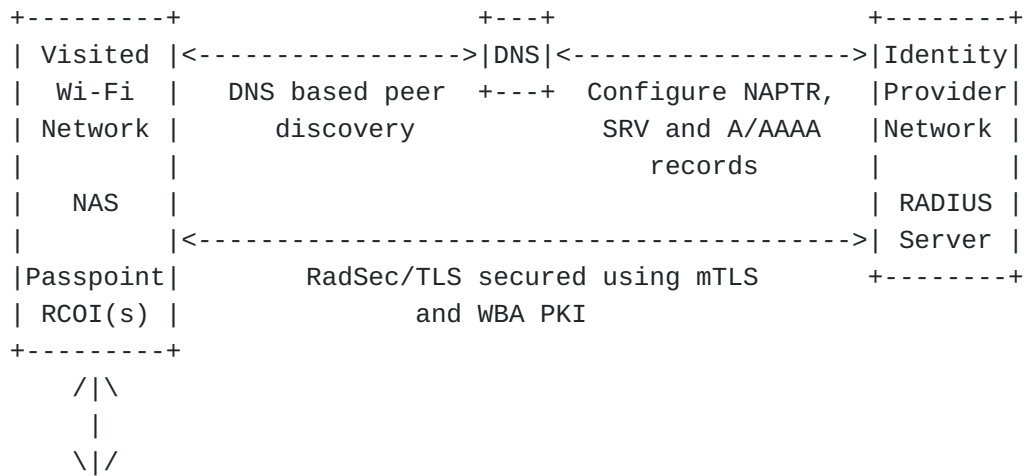 +---------+                   +---+                   +--------+
| Visited |<----------------->|DNS|<----------------->|Identity|
|  Wi-Fi  |   DNS based peer  +---+  Configure NAPTR,  |Provider|
| Network |      discovery           SRV and A/AAAA   |Network |
|         |                              records       |        |
|   NAS   |                                            | RADIUS |
|         |<------------------------------------------>| Server |
|Passpoint|        RadSec/TLS secured using mTLS       +--------+
| RCOI(s) |               and WBA PKI
+---------+
    /|\
     |
    \|/